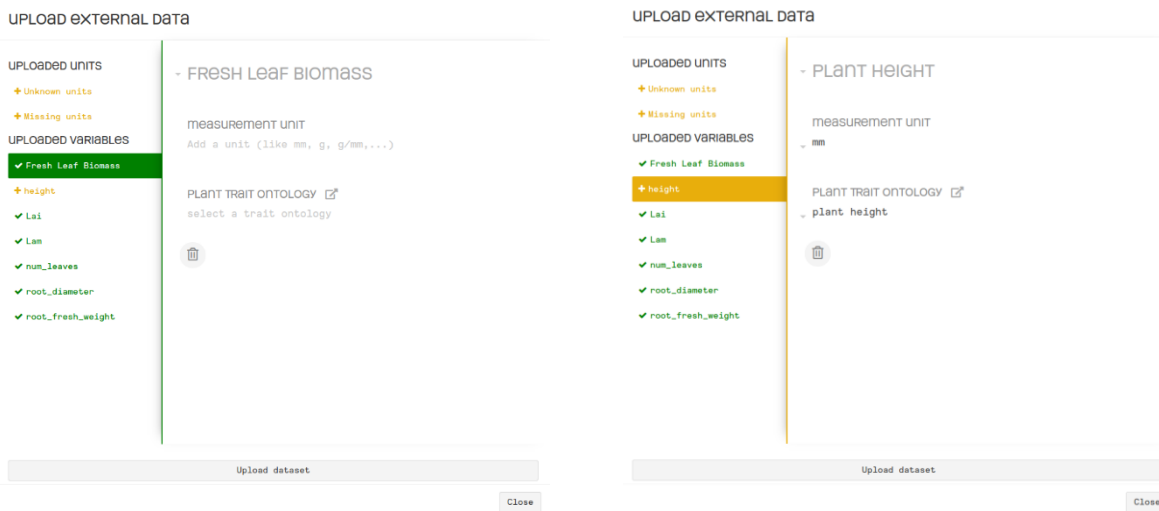 UPLOAD EXTERNAL DATA
UPLOADED UNITS
Unknown units
Missing units
UPLOADED VARIABLES
Fresh Leaf Biomass
height
Lai
Lam
num_leaves
root_diameter
root_fresh_weight
FRESH LEAF BIOMASS
MEASUREMENT UNIT
Add a unit (like mm, g, g/mm,...)
PLANT TRAIT ONTOLOGY
select a trait ontology
Upload dataset
Close
UPLOAD EXTERNAL DATA
UPLOADED UNITS
Unknown units
Missing units
UPLOADED VARIABLES
Fresh Leaf Biomass
height
Lai
Lam
num_leaves
root_diameter
root_fresh_weight
PLANT HEIGHT
MEASUREMENT UNIT
mm
PLANT TRAIT ONTOLOGY
plant height
Upload dataset
Close